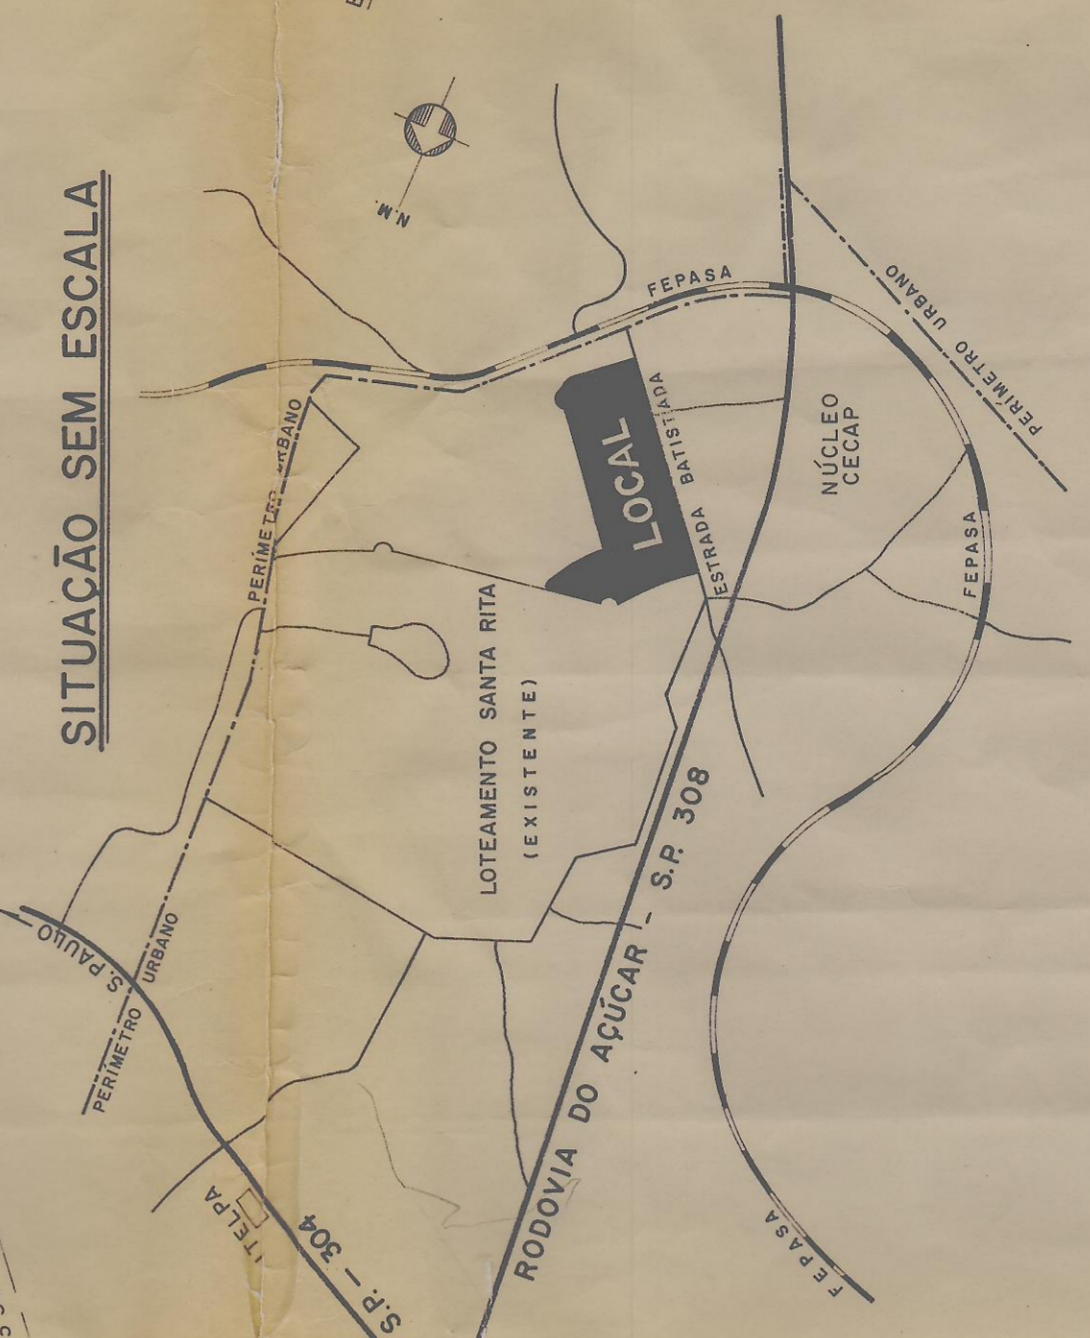 SITUAÇÃO SEM ESCALA
N.M.
FEPASA
PERÍMETRO URBANO
PERÍMETRO URBANO
LOCAL
ESTRADA BATISTADA
NÚCLEO
CECAP
FEPASA
LOTEAMENTO SANTA RITA
(EXISTENTE)
S. PAULO
PERÍMETRO URBANO
RODOVIA DO AÇÚCAR - S.P. 308
ITELPA
S.P. - 304
FEPASA